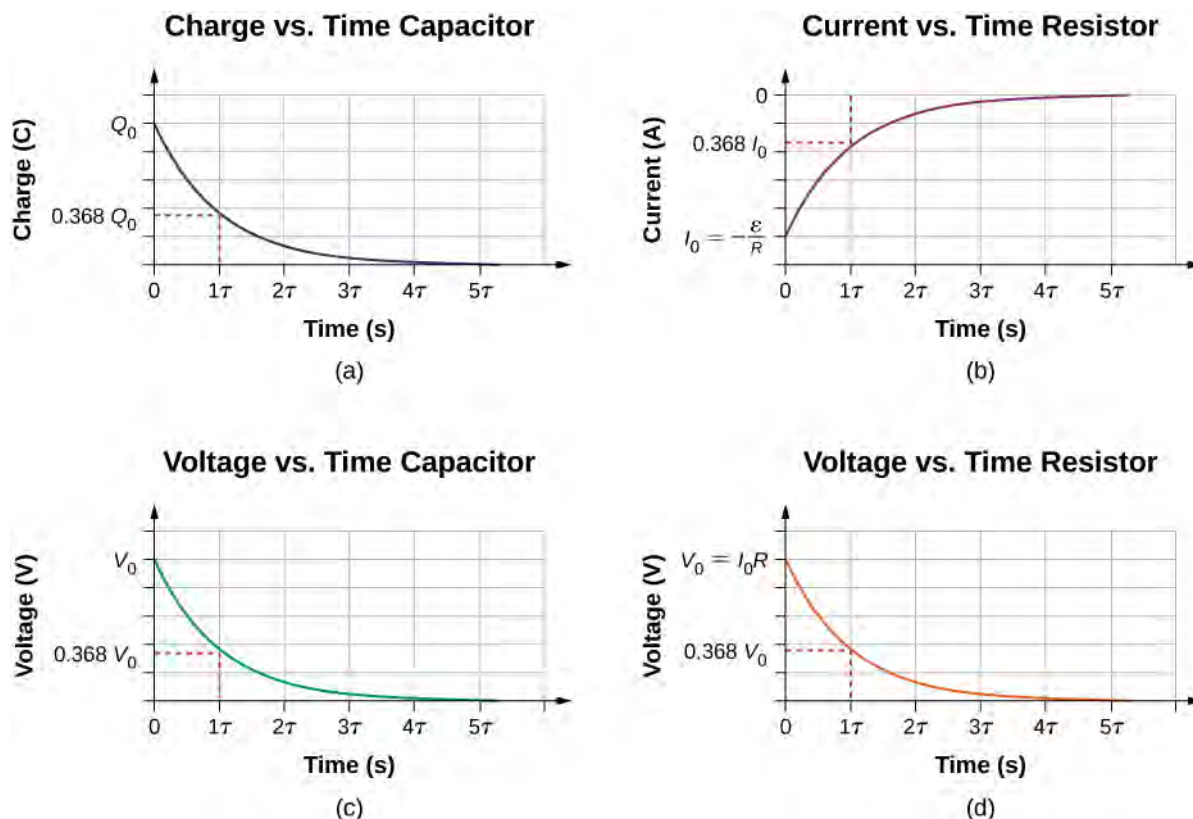 Charge vs. Time Capacitor
Charge (C)
Q₀
0.368 Q₀
0 1τ 2τ 3τ 4τ 5τ
Time (s)
(a)
Current vs. Time Resistor
Current (A)
0
0.368 I₀
I₀ = −ε/R
0 1τ 2τ 3τ 4τ 5τ
Time (s)
(b)
Voltage vs. Time Capacitor
Voltage (V)
V₀
0.368 V₀
0 1τ 2τ 3τ 4τ 5τ
Time (s)
(c)
Voltage vs. Time Resistor
Voltage (V)
V₀ = I₀R
0.368 V₀
0 1τ 2τ 3τ 4τ 5τ
Time (s)
(d)